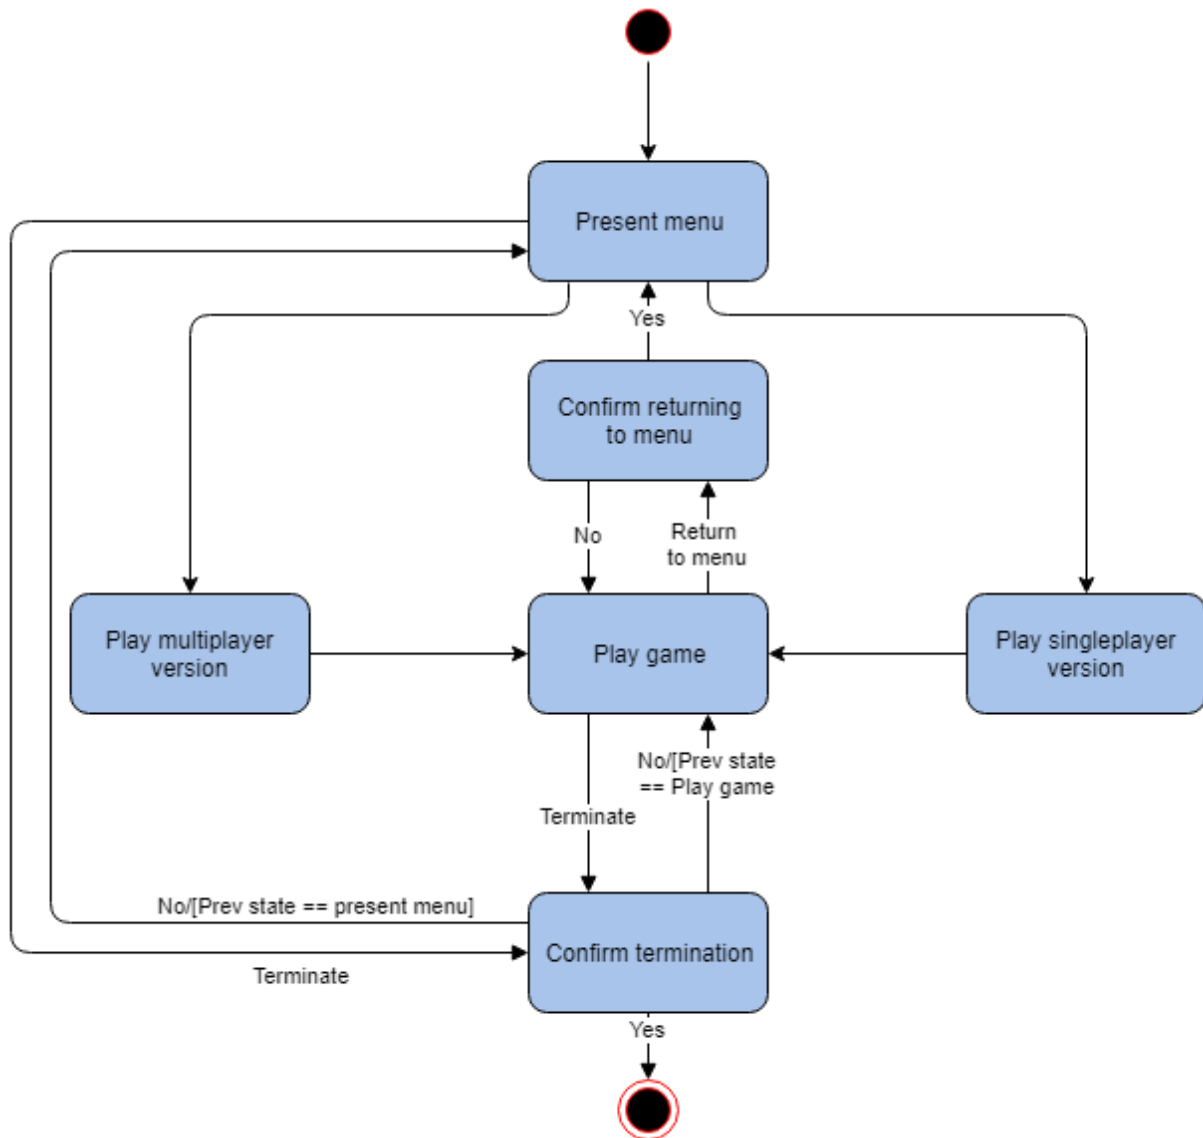 Present menu
Yes
Confirm returning
to menu
No
Return
to menu
Play multiplayer
version
Play game
Play singleplayer
version
No/[Prev state
== Play game
Terminate
No/[Prev state == present menu]
Confirm termination
Terminate
Yes